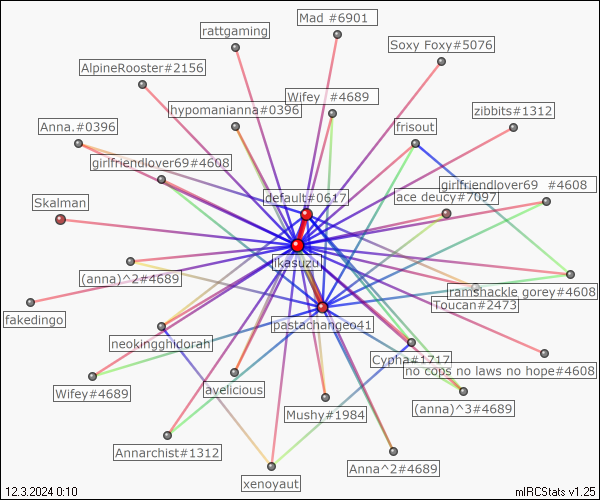 Mad #6901
rattgaming
Soxy Foxy#5076
AlpineRooster#2156
Wifey  #4689
hypomanianna#0396
zibbits#1312
Anna.#0396
frisout
girlfriendlover69#4608
girlfriendlover69  #4608
default#0617
ace deucy#7097
Skalman
ikasuzu
(anna)^2#4689
ramshackle gorey#4608
Toucan#2473
fakedingo
pastachangeo41
neokingghidorah
Cypha#1717
no cops no laws no hope#4608
Wifey#4689
avelicious
Mushy#1984
(anna)^3#4689
Annarchist#1312
Anna^2#4689
xenoyaut
12.3.2024 0:10
mIRCStats v1.25